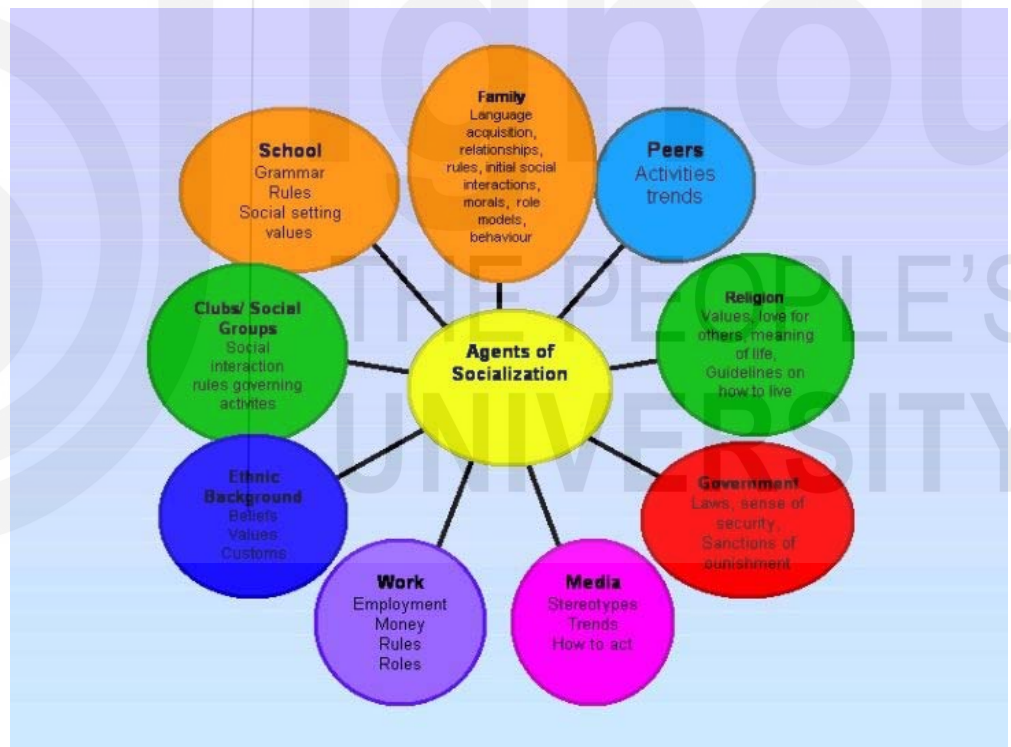 ignou
THE PEOPLE'S
UNIVERSITY
Family
Language
acquisition,
relationships,
rules, initial social
interactions,
morals, role
models,
behaviour
School
Grammar
Rules
Social setting
values
Peers
Activities
trends
Clubs/ Social
Groups
Social
interaction
rules governing
activites
Agents of
Socialization
Religion
Values, love for
others, meaning
of life,
Guidelines on
how to live
Ethnic
Background
Beliefs
Values
Customs
Government
Laws, sense of
security,
Sanctions of
punishment
Work
Employment
Money
Rules
Roles
Media
Stereotypes
Trends
How to act